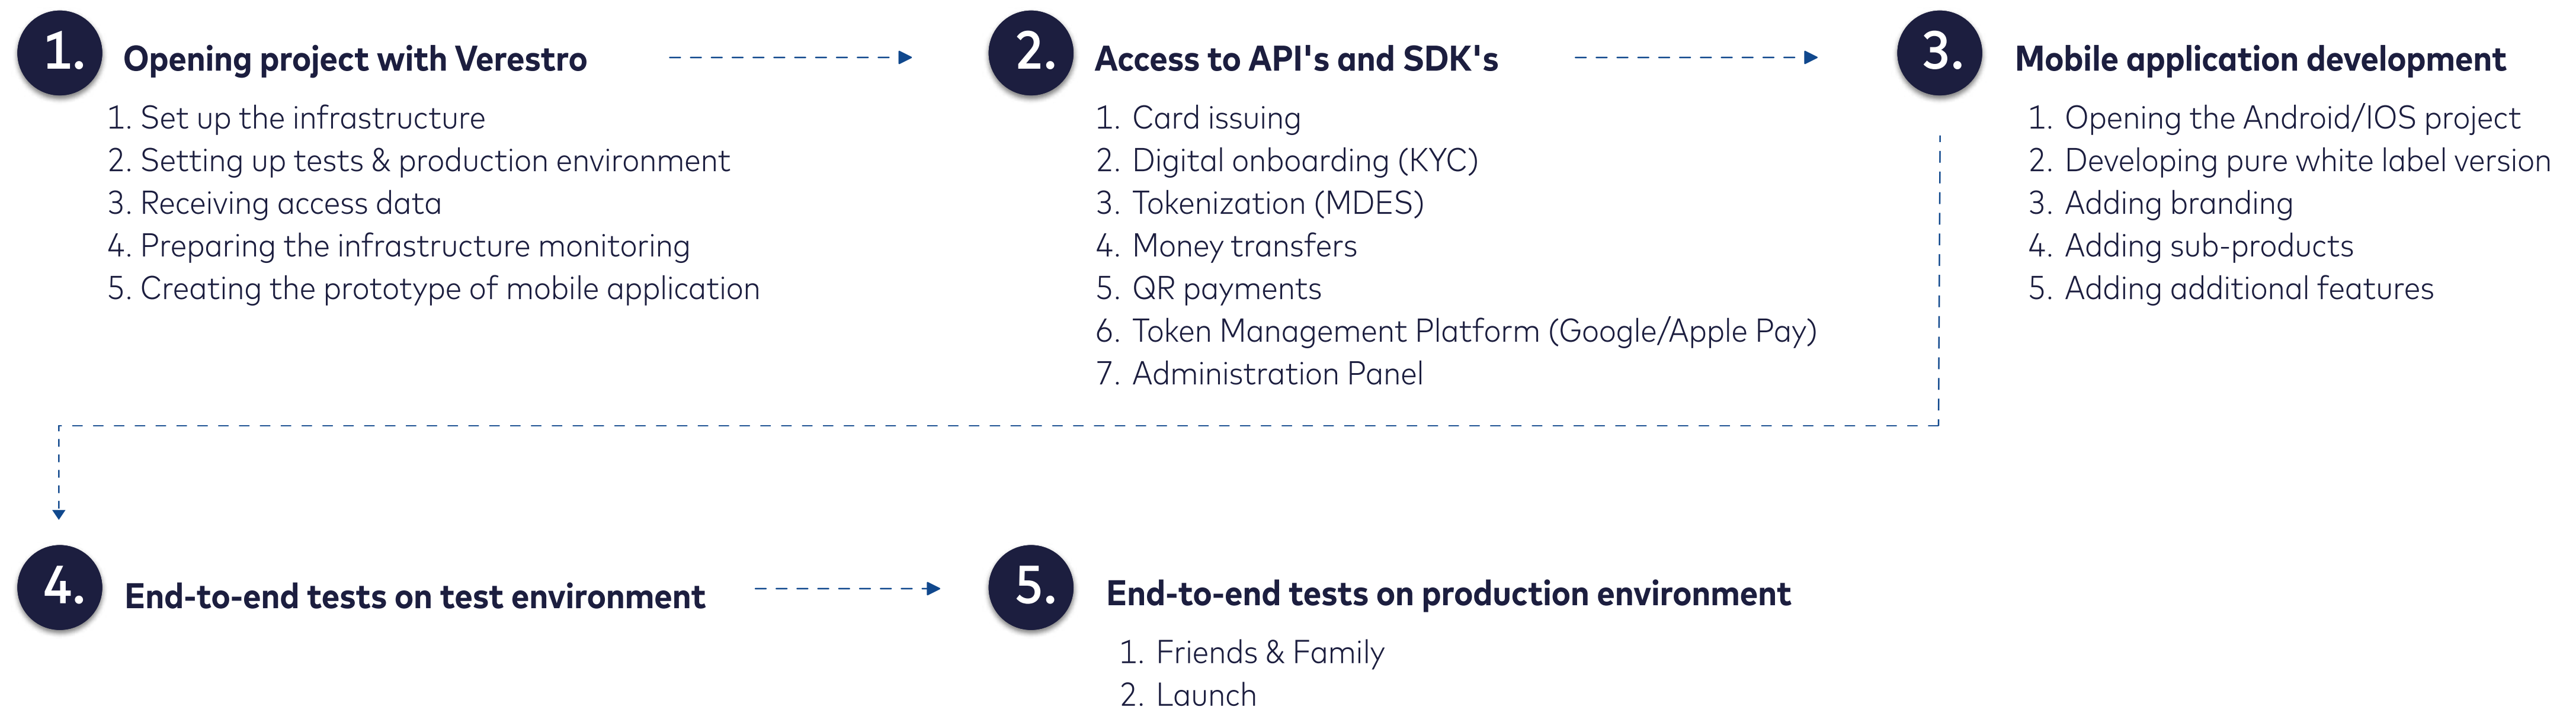 1. Opening project with Verestro
1. Set up the infrastructure
2. Setting up tests & production environment
3. Receiving access data
4. Preparing the infrastructure monitoring
5. Creating the prototype of mobile application
2. Access to API's and SDK's
1. Card issuing
2. Digital onboarding (KYC)
3. Tokenization (MDES)
4. Money transfers
5. QR payments
6. Token Management Platform (Google/Apple Pay)
7. Administration Panel
3. Mobile application development
1. Opening the Android/IOS project
2. Developing pure white label version
3. Adding branding
4. Adding sub-products
5. Adding additional features
4. End-to-end tests on test environment
5. End-to-end tests on production environment
1. Friends & Family
2. Launch